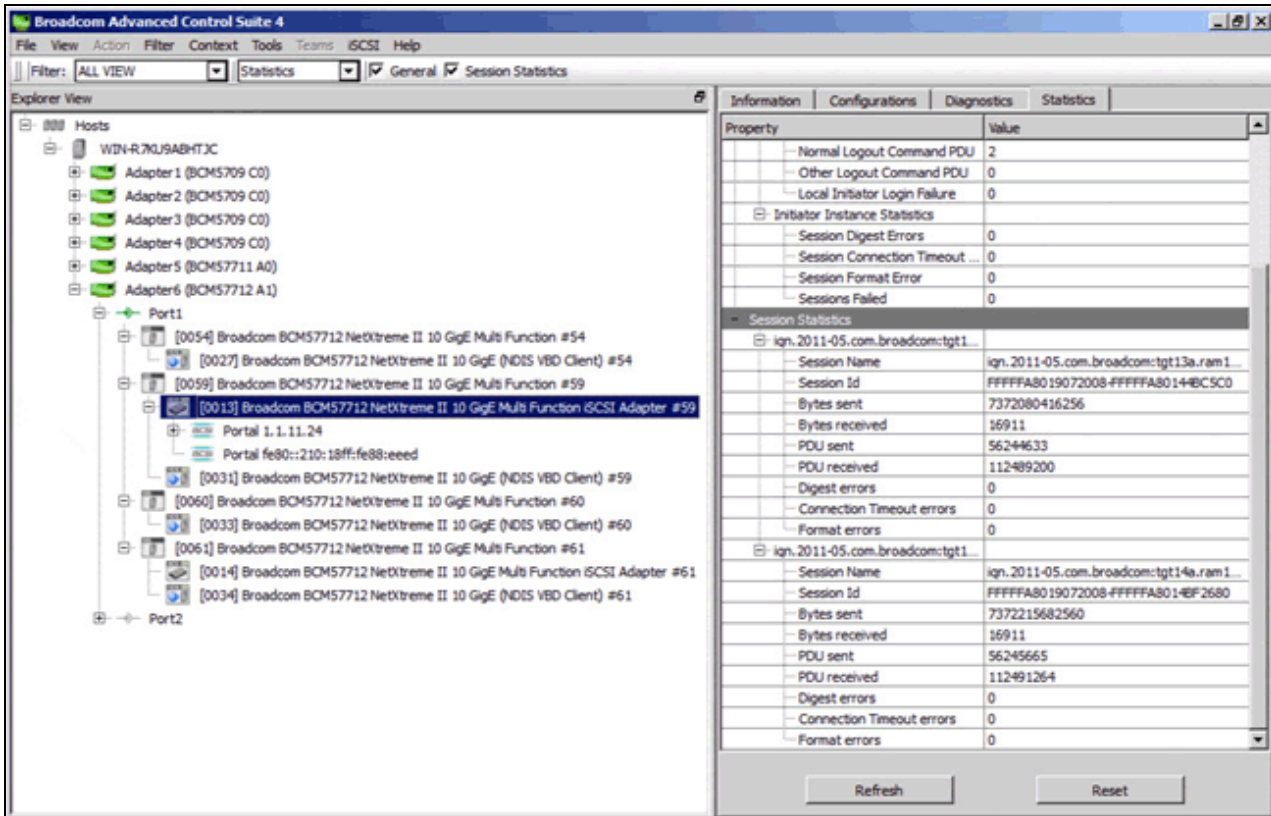 Broadcom Advanced Control Suite 4
File View Action Filter Context Tools Teams iSCSI Help
Filter: ALL VIEW Statistics General Session Statistics
Explorer View
Hosts
WIN-R7KU9ABHTJC
Adapter1 (BCM5709 C0)
Adapter2 (BCM5709 C0)
Adapter3 (BCM5709 C0)
Adapter4 (BCM5709 C0)
Adapter5 (BCM57711 A0)
Adapter6 (BCM57712 A1)
Port1
[0054] Broadcom BCM57712 NetXtreme II 10 GigE Multi Function #54
[0027] Broadcom BCM57712 NetXtreme II 10 GigE (NDIS VBD Client) #54
[0059] Broadcom BCM57712 NetXtreme II 10 GigE Multi Function #59
[0013] Broadcom BCM57712 NetXtreme II 10 GigE Multi Function iSCSI Adapter #59
Portal 1.1.11.24
Portal fe80::210:18ff:fe88:eeed
[0031] Broadcom BCM57712 NetXtreme II 10 GigE (NDIS VBD Client) #59
[0060] Broadcom BCM57712 NetXtreme II 10 GigE Multi Function #60
[0033] Broadcom BCM57712 NetXtreme II 10 GigE (NDIS VBD Client) #60
[0061] Broadcom BCM57712 NetXtreme II 10 GigE Multi Function #61
[0014] Broadcom BCM57712 NetXtreme II 10 GigE Multi Function iSCSI Adapter #61
[0034] Broadcom BCM57712 NetXtreme II 10 GigE (NDIS VBD Client) #61
Port2
Information Configurations Diagnostics Statistics
Property Value
Normal Logout Command PDU 2
Other Logout Command PDU 0
Local Initiator Login Failure 0
Initiator Instance Statistics
Session Digest Errors 0
Session Connection Timeout ... 0
Session Format Error 0
Sessions Failed 0
Session Statistics
iqn.2011-05.com.broadcom:tgt1...
Session Name iqn.2011-05.com.broadcom:tgt13a.ram1...
Session Id FFFFFA8019072008-FFFFFA80144BC5C0
Bytes sent 7372080416256
Bytes received 16911
PDU sent 56244633
PDU received 112489200
Digest errors 0
Connection Timeout errors 0
Format errors 0
iqn.2011-05.com.broadcom:tgt1...
Session Name iqn.2011-05.com.broadcom:tgt14a.ram1...
Session Id FFFFFA8019072008-FFFFFA8014BF2680
Bytes sent 7372215682560
Bytes received 16911
PDU sent 56245665
PDU received 112491264
Digest errors 0
Connection Timeout errors 0
Format errors 0
Refresh Reset